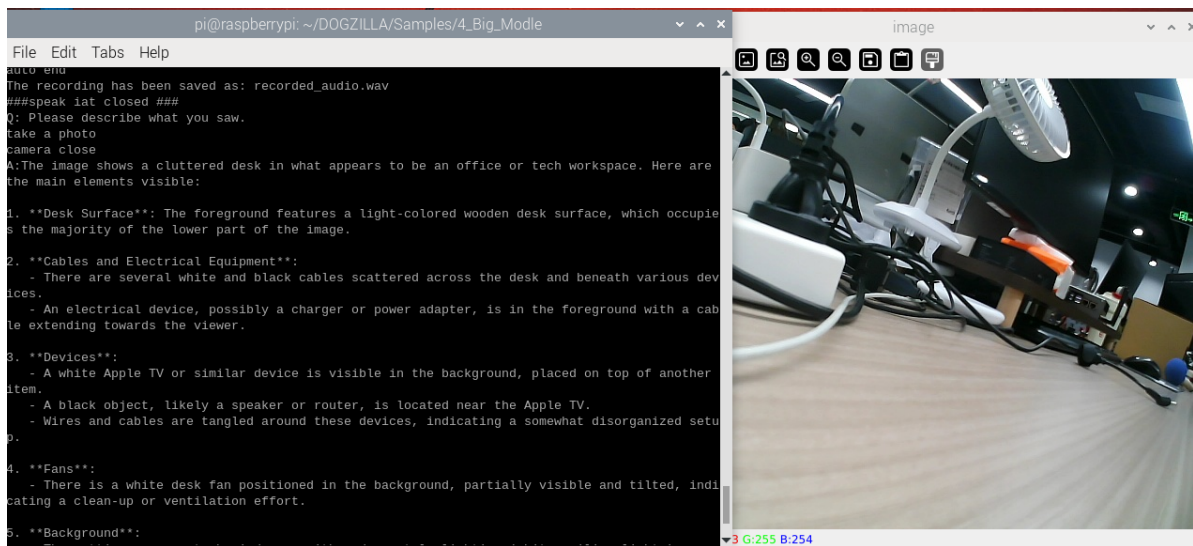 pi@raspberrypi: ~/DOGZILLA/Samples/4_Big_Modle
File Edit Tabs Help
auto end
The recording has been saved as: recorded_audio.wav
###speak iat closed ###
Q: Please describe what you saw.
take a photo
camera close
A:The image shows a cluttered desk in what appears to be an office or tech workspace. Here are
the main elements visible:
1. **Desk Surface**: The foreground features a light-colored wooden desk surface, which occupie
s the majority of the lower part of the image.
2. **Cables and Electrical Equipment**:
- There are several white and black cables scattered across the desk and beneath various dev
ices.
- An electrical device, possibly a charger or power adapter, is in the foreground with a cab
le extending towards the viewer.
3. **Devices**:
- A white Apple TV or similar device is visible in the background, placed on top of another
item.
- A black object, likely a speaker or router, is located near the Apple TV.
- Wires and cables are tangled around these devices, indicating a somewhat disorganized setu
p.
4. **Fans**:
- There is a white desk fan positioned in the background, partially visible and tilted, indi
cating a clean-up or ventilation effort.
5. **Background**:
image
3 G:255 B:254